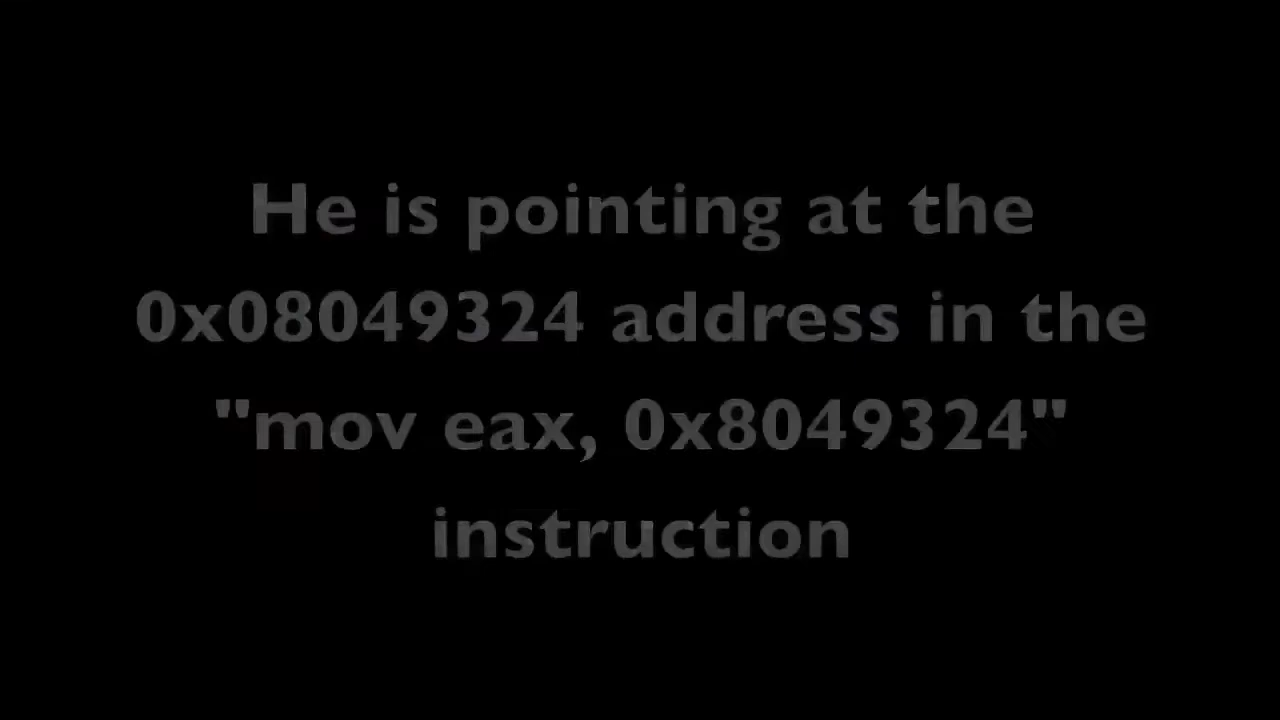 He is pointing at the
0x08049324 address in the
"mov eax, 0x8049324"
instruction